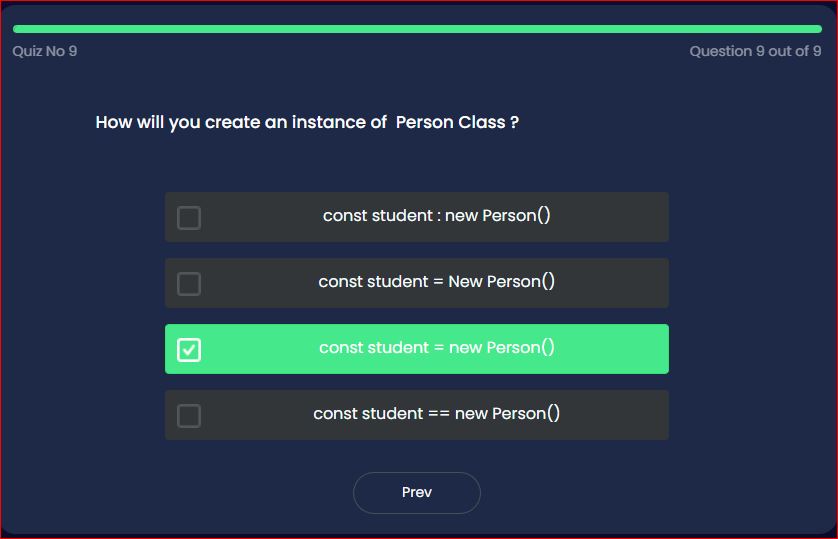 Quiz No 9
Question 9 out of 9
How will you create an instance of  Person Class ?
const student : new Person()
const student = New Person()
const student = new Person()
const student == new Person()
Prev